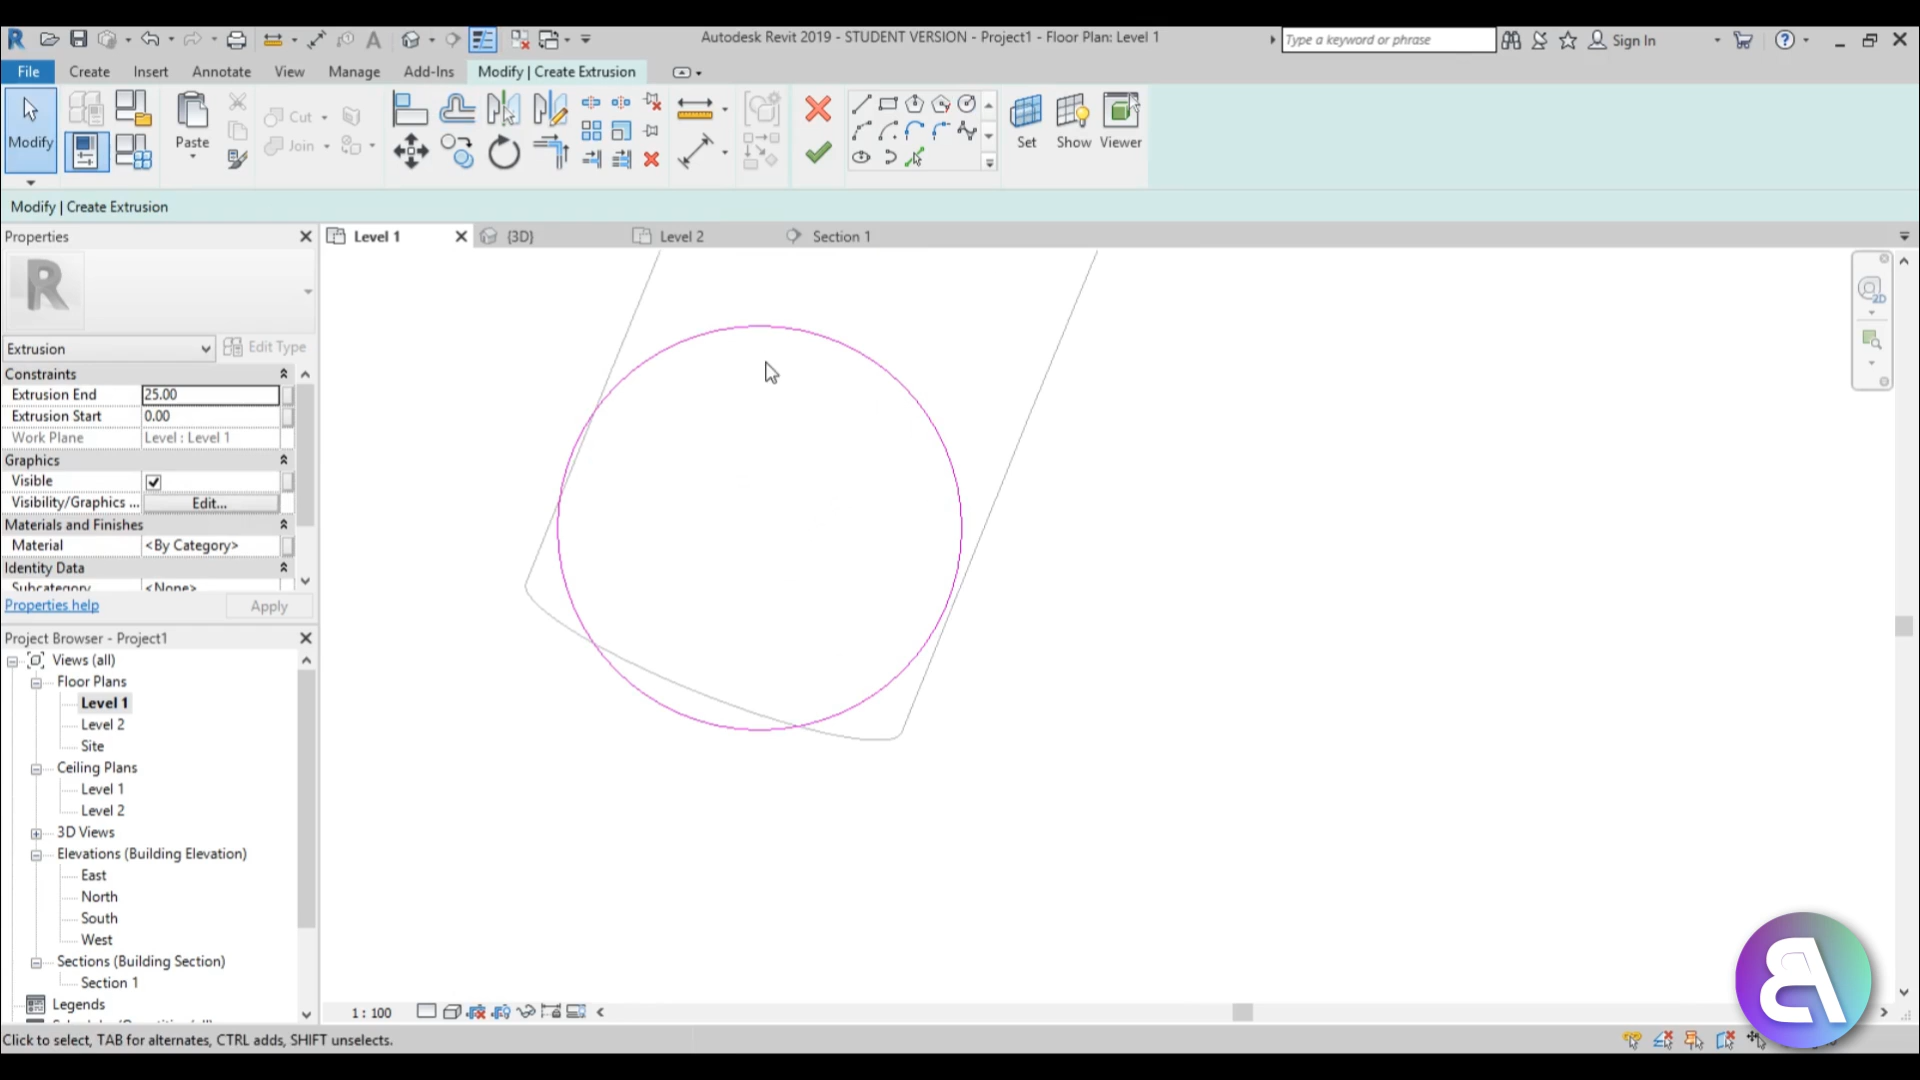 Autodesk Revit 2019 - STUDENT VERSION - Project1 - Floor Plan: Level 1
Type a keyword or phrase
Sign In
File Create Insert Annotate View Manage Add-Ins Modify | Create Extrusion
Modify
Paste
Cut
Join
Set
Show
Viewer
Modify | Create Extrusion
Properties
Level 1
{3D}
Level 2
Section 1
2D
R
Extrusion
Edit Type
Constraints
Extrusion End 25.00
Extrusion Start 0.00
Work Plane Level : Level 1
Graphics
Visible
Visibility/Graphics ... Edit...
Materials and Finishes
Material <By Category>
Identity Data
Subcategory <None>
Properties help
Apply
Project Browser - Project1
Views (all)
Floor Plans
Level 1
Level 2
Site
Ceiling Plans
Level 1
Level 2
3D Views
Elevations (Building Elevation)
East
North
South
West
Sections (Building Section)
Section 1
Legends
1 : 100
Click to select, TAB for alternates, CTRL adds, SHIFT unselects.